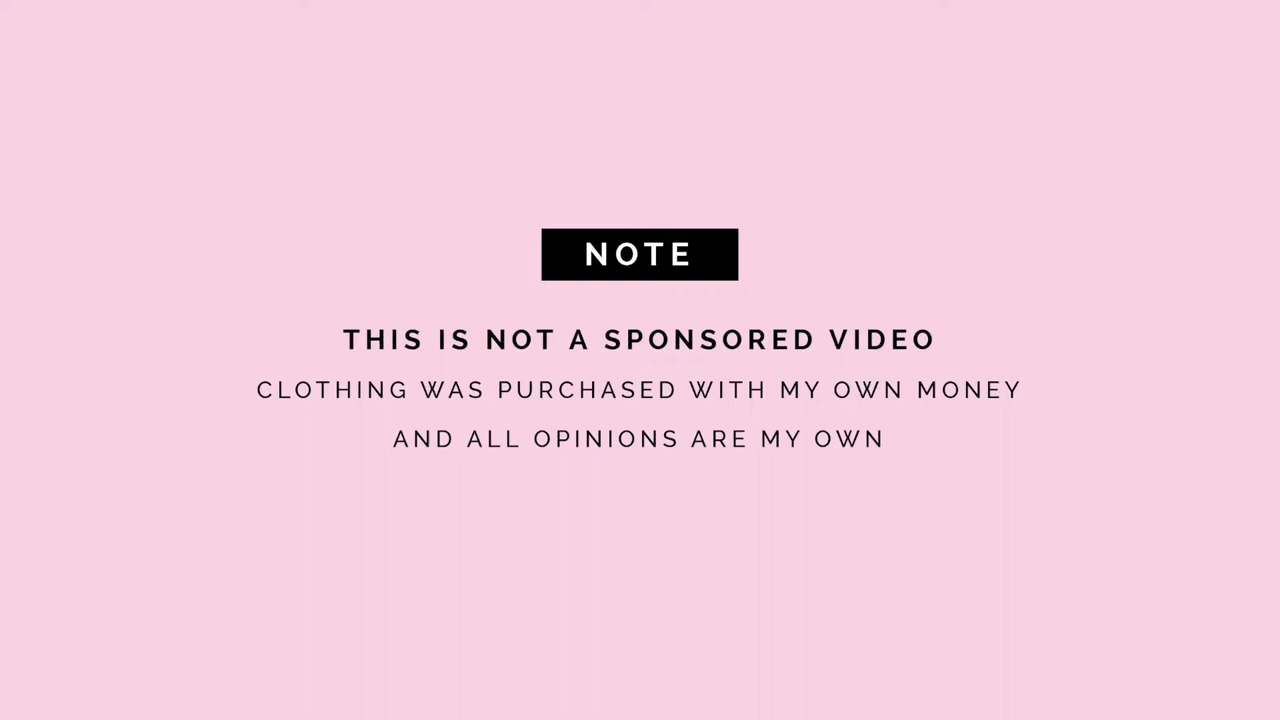 NOTE
THIS IS NOT A SPONSORED VIDEO
CLOTHING WAS PURCHASED WITH MY OWN MONEY
AND ALL OPINIONS ARE MY OWN